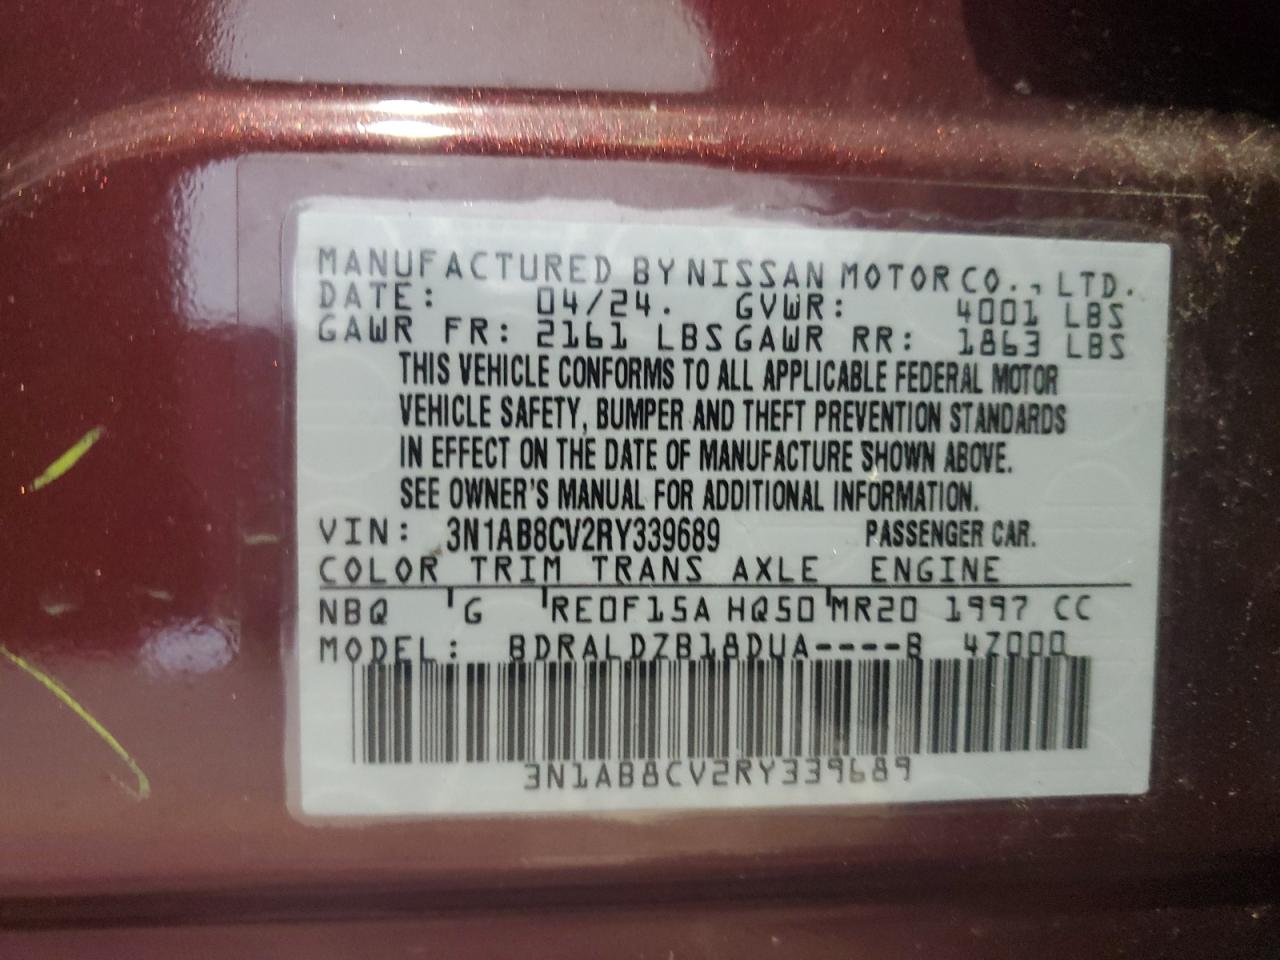 MANUFACTURED BY NISSAN MOTOR CO., LTD.
DATE: 04/24. GVWR: 4001 LBS
GAWR FR: 2161 LBS GAWR RR: 1863 LBS
THIS VEHICLE CONFORMS TO ALL APPLICABLE FEDERAL MOTOR
VEHICLE SAFETY, BUMPER AND THEFT PREVENTION STANDARDS
IN EFFECT ON THE DATE OF MANUFACTURE SHOWN ABOVE.
SEE OWNER'S MANUAL FOR ADDITIONAL INFORMATION.
VIN: 3N1AB8CV2RY339689 PASSENGER CAR.
COLOR TRIM TRANS AXLE ENGINE
NBQ G RE0F15A HQ50 MR20 1997 CC
MODEL: BDRALDZB18DUA----B 4Z000
3N1AB8CV2RY339689